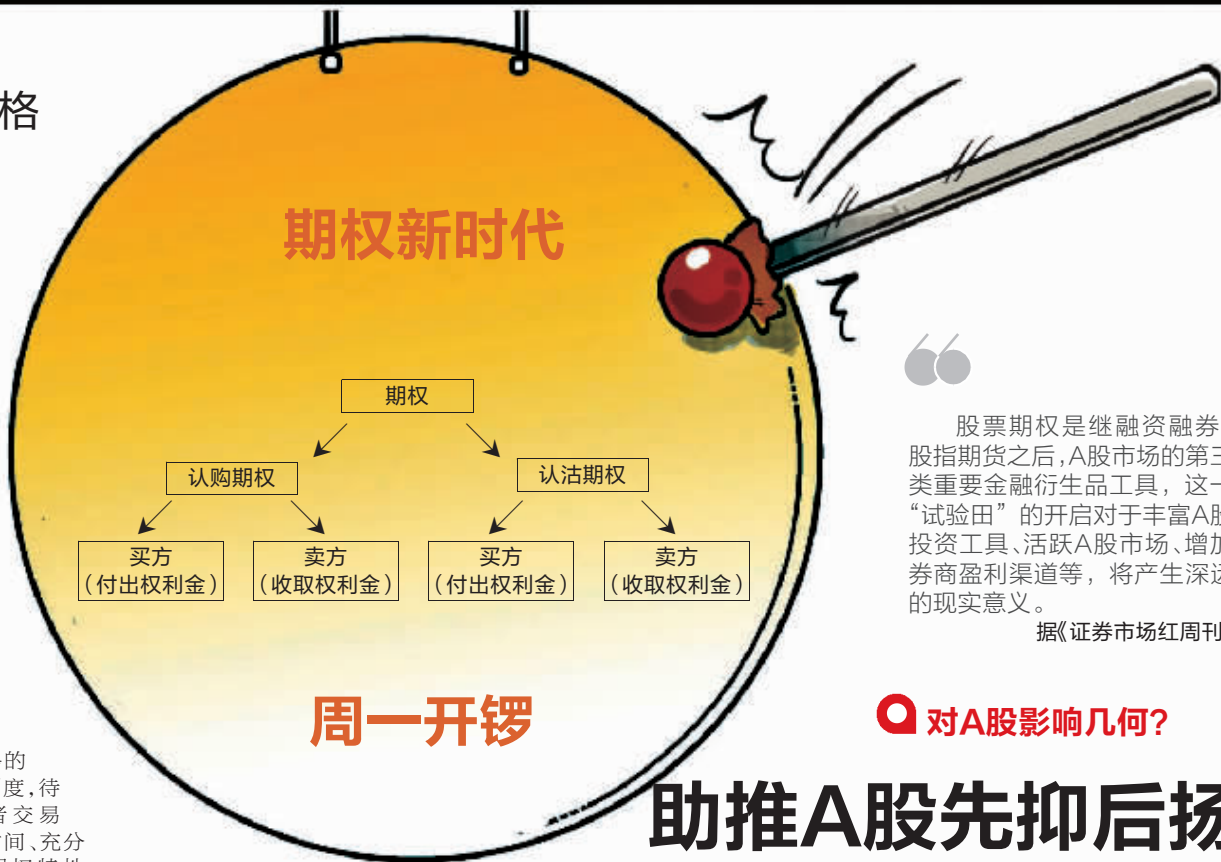 格
期权新时代
期权
认购期权
认沽期权
买方
（付出权利金）
卖方
（收取权利金）
买方
（付出权利金）
卖方
（收取权利金）
周一开锣
的
度，待
者交易
间、充分
股票期权是继融资融券
股指期货之后，A股市场的第三
类重要金融衍生品工具，这一
“试验田”的开启对于丰富A股
投资工具、活跃A股市场、增加
券商盈利渠道等，将产生深远
的现实意义。
据《证券市场红周刊
对A股影响几何？
助推A股先抑后扬